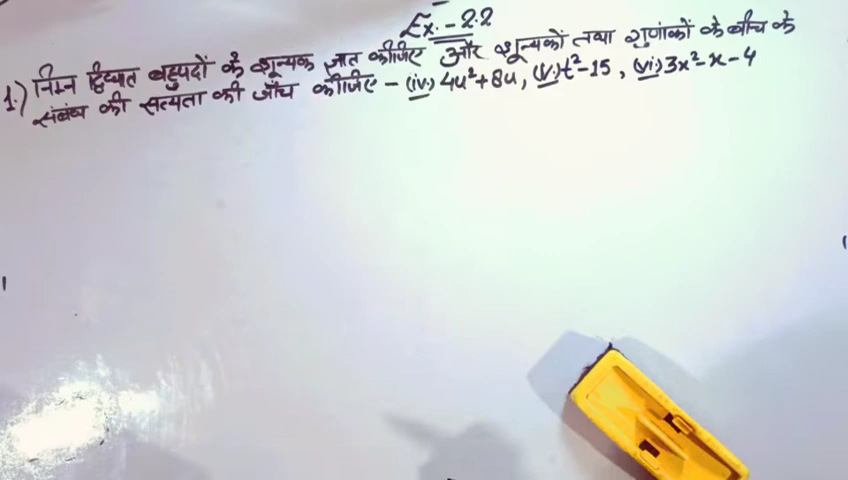 Ex. - 2.2
1.) निम्न द्विघात बहुपदों के शून्यक ज्ञात कीजिए और शून्यकों तथा गुणांकों के बीच के
संबंध की सत्यता की जाँच कीजिए - (iv.) 4u²+8u, (v.) t²-15, (vi.) 3x²-x-4